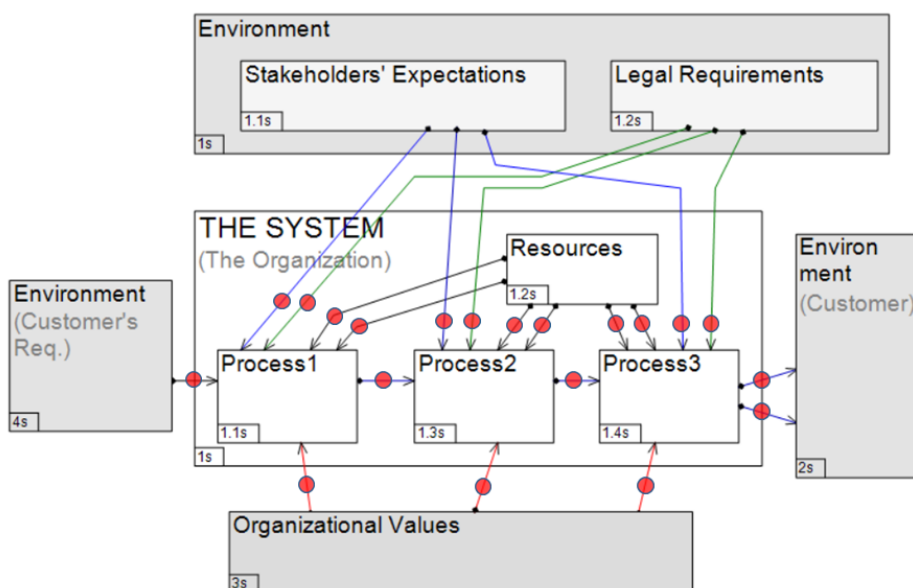 Environment
Stakeholders' Expectations
1.1s
Legal Requirements
1.2s
1s
THE SYSTEM
(The Organization)
Resources
1.2s
Environment
(Customer's
Req.)
4s
Process1
1.1s
Process2
1.3s
Process3
1.4s
1s
Environ
ment
(Customer)
2s
Organizational Values
3s